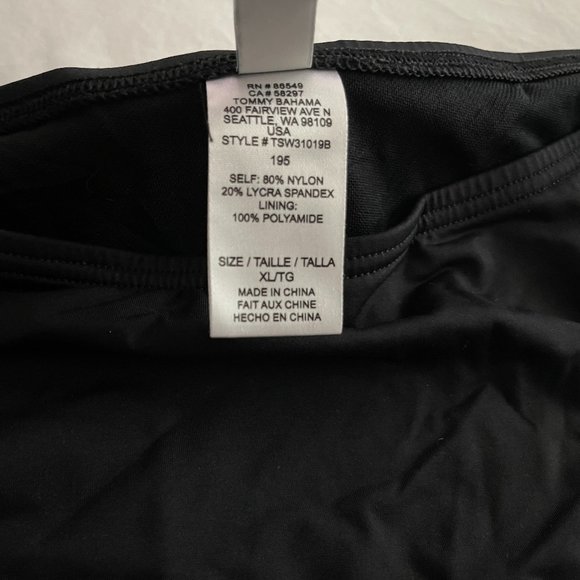 RN # 86549
CA # 58297
TOMMY BAHAMA
400 FAIRVIEW AVE N
SEATTLE, WA 98109
USA
STYLE # TSW31019B
195
SELF: 80% NYLON
20% LYCRA SPANDEX
LINING:
100% POLYAMIDE
SIZE / TAILLE / TALLA
XL/TG
MADE IN CHINA
FAIT AUX CHINE
HECHO EN CHINA